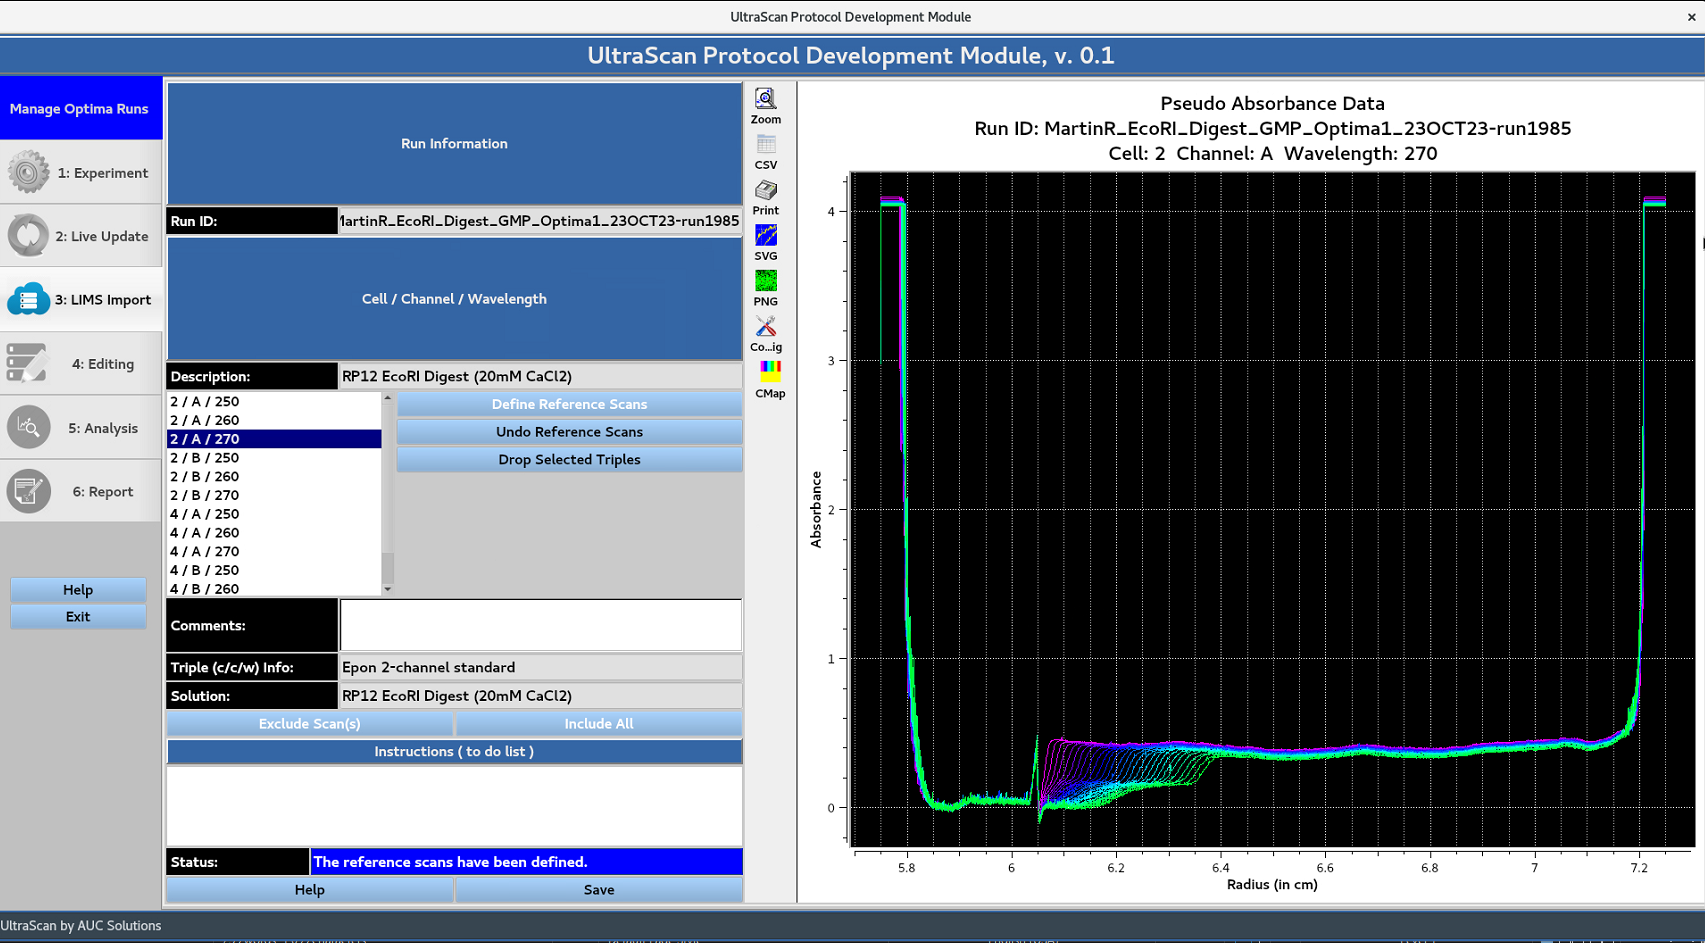 UltraScan Protocol Development Module
UltraScan Protocol Development Module, v. 0.1
Manage Optima Runs
1: Experiment
2: Live Update
3: LIMS Import
4: Editing
5: Analysis
6: Report
Help
Exit
Run Information
Run ID:
MartinR_EcoRI_Digest_GMP_Optima1_23OCT23-run1985
Cell / Channel / Wavelength
Description:
RP12 EcoRI Digest (20mM CaCl2)
2 / A / 250
2 / A / 260
2 / A / 270
2 / B / 250
2 / B / 260
2 / B / 270
4 / A / 250
4 / A / 260
4 / A / 270
4 / B / 250
4 / B / 260
Define Reference Scans
Undo Reference Scans
Drop Selected Triples
Comments:
Triple (c/c/w) Info:
Epon 2-channel standard
Solution:
RP12 EcoRI Digest (20mM CaCl2)
Exclude Scan(s)
Include All
Instructions ( to do list )
Status:
The reference scans have been defined.
Help
Save
Zoom
CSV
Print
SVG
PNG
Co...ig
CMap
Pseudo Absorbance Data
Run ID: MartinR_EcoRI_Digest_GMP_Optima1_23OCT23-run1985
Cell: 2 Channel: A Wavelength: 270
Absorbance
4
3
2
1
0
5.8
6
6.2
6.4
6.6
6.8
7
7.2
Radius (in cm)
UltraScan by AUC Solutions